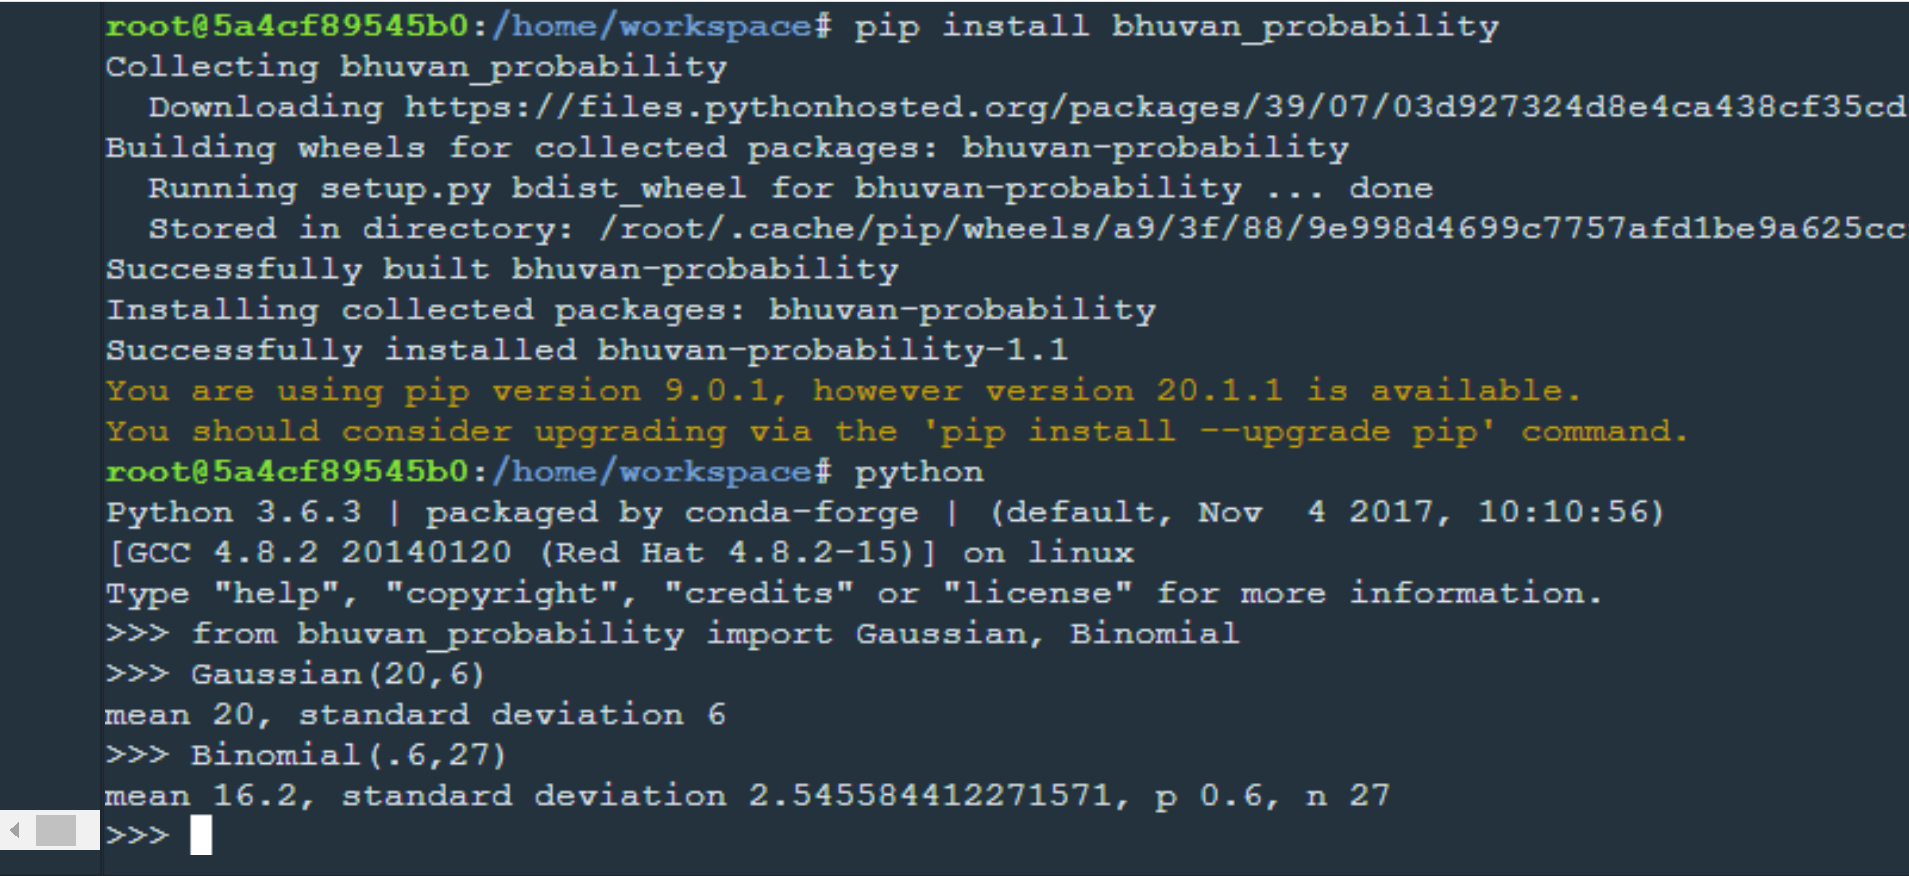 root@5a4cf89545b0:/home/workspace# pip install bhuvan_probability
Collecting bhuvan_probability
  Downloading https://files.pythonhosted.org/packages/39/07/03d927324d8e4ca438cf35cd
Building wheels for collected packages: bhuvan-probability
  Running setup.py bdist_wheel for bhuvan-probability ... done
  Stored in directory: /root/.cache/pip/wheels/a9/3f/88/9e998d4699c7757afd1be9a625cc
Successfully built bhuvan-probability
Installing collected packages: bhuvan-probability
Successfully installed bhuvan-probability-1.1
You are using pip version 9.0.1, however version 20.1.1 is available.
You should consider upgrading via the 'pip install --upgrade pip' command.
root@5a4cf89545b0:/home/workspace# python
Python 3.6.3 | packaged by conda-forge | (default, Nov  4 2017, 10:10:56)
[GCC 4.8.2 20140120 (Red Hat 4.8.2-15)] on linux
Type "help", "copyright", "credits" or "license" for more information.
>>> from bhuvan_probability import Gaussian, Binomial
>>> Gaussian(20,6)
mean 20, standard deviation 6
>>> Binomial(.6,27)
mean 16.2, standard deviation 2.545584412271571, p 0.6, n 27
>>>